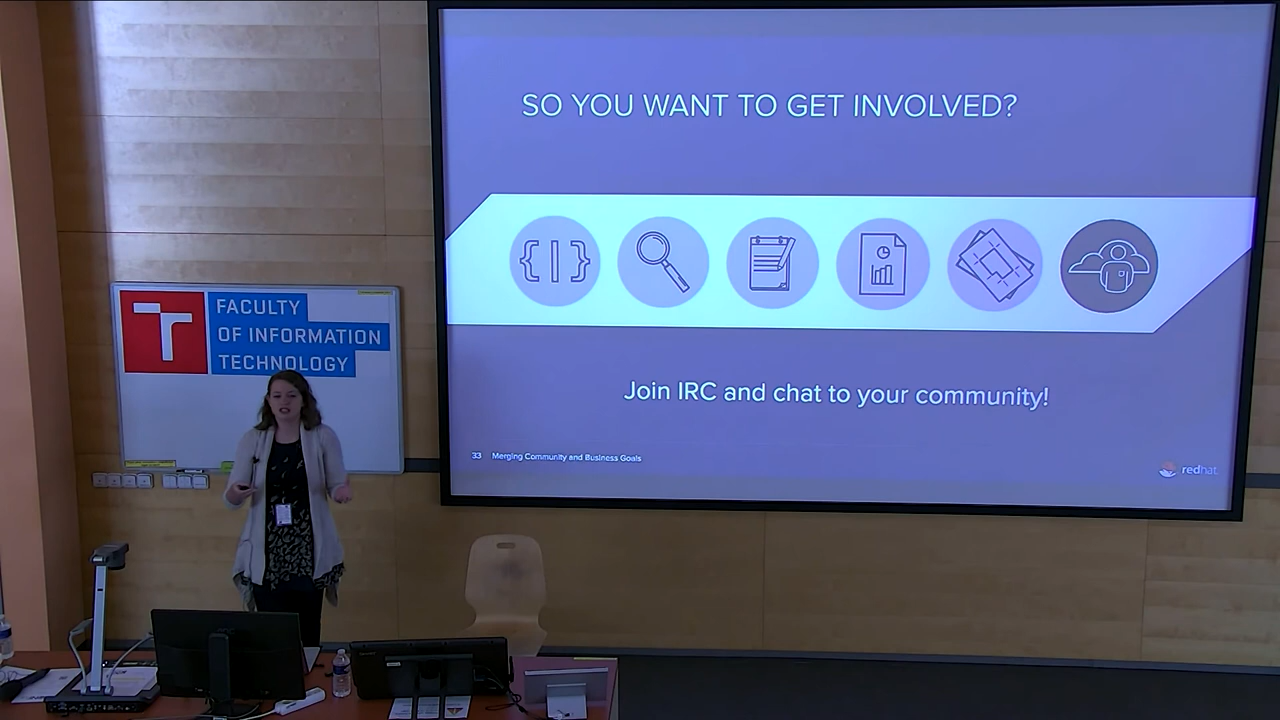 SO YOU WANT TO GET INVOLVED?
Join IRC and chat to your community!
33 Merging Community and Business Goals
redhat
FACULTY
OF INFORMATION
TECHNOLOGY